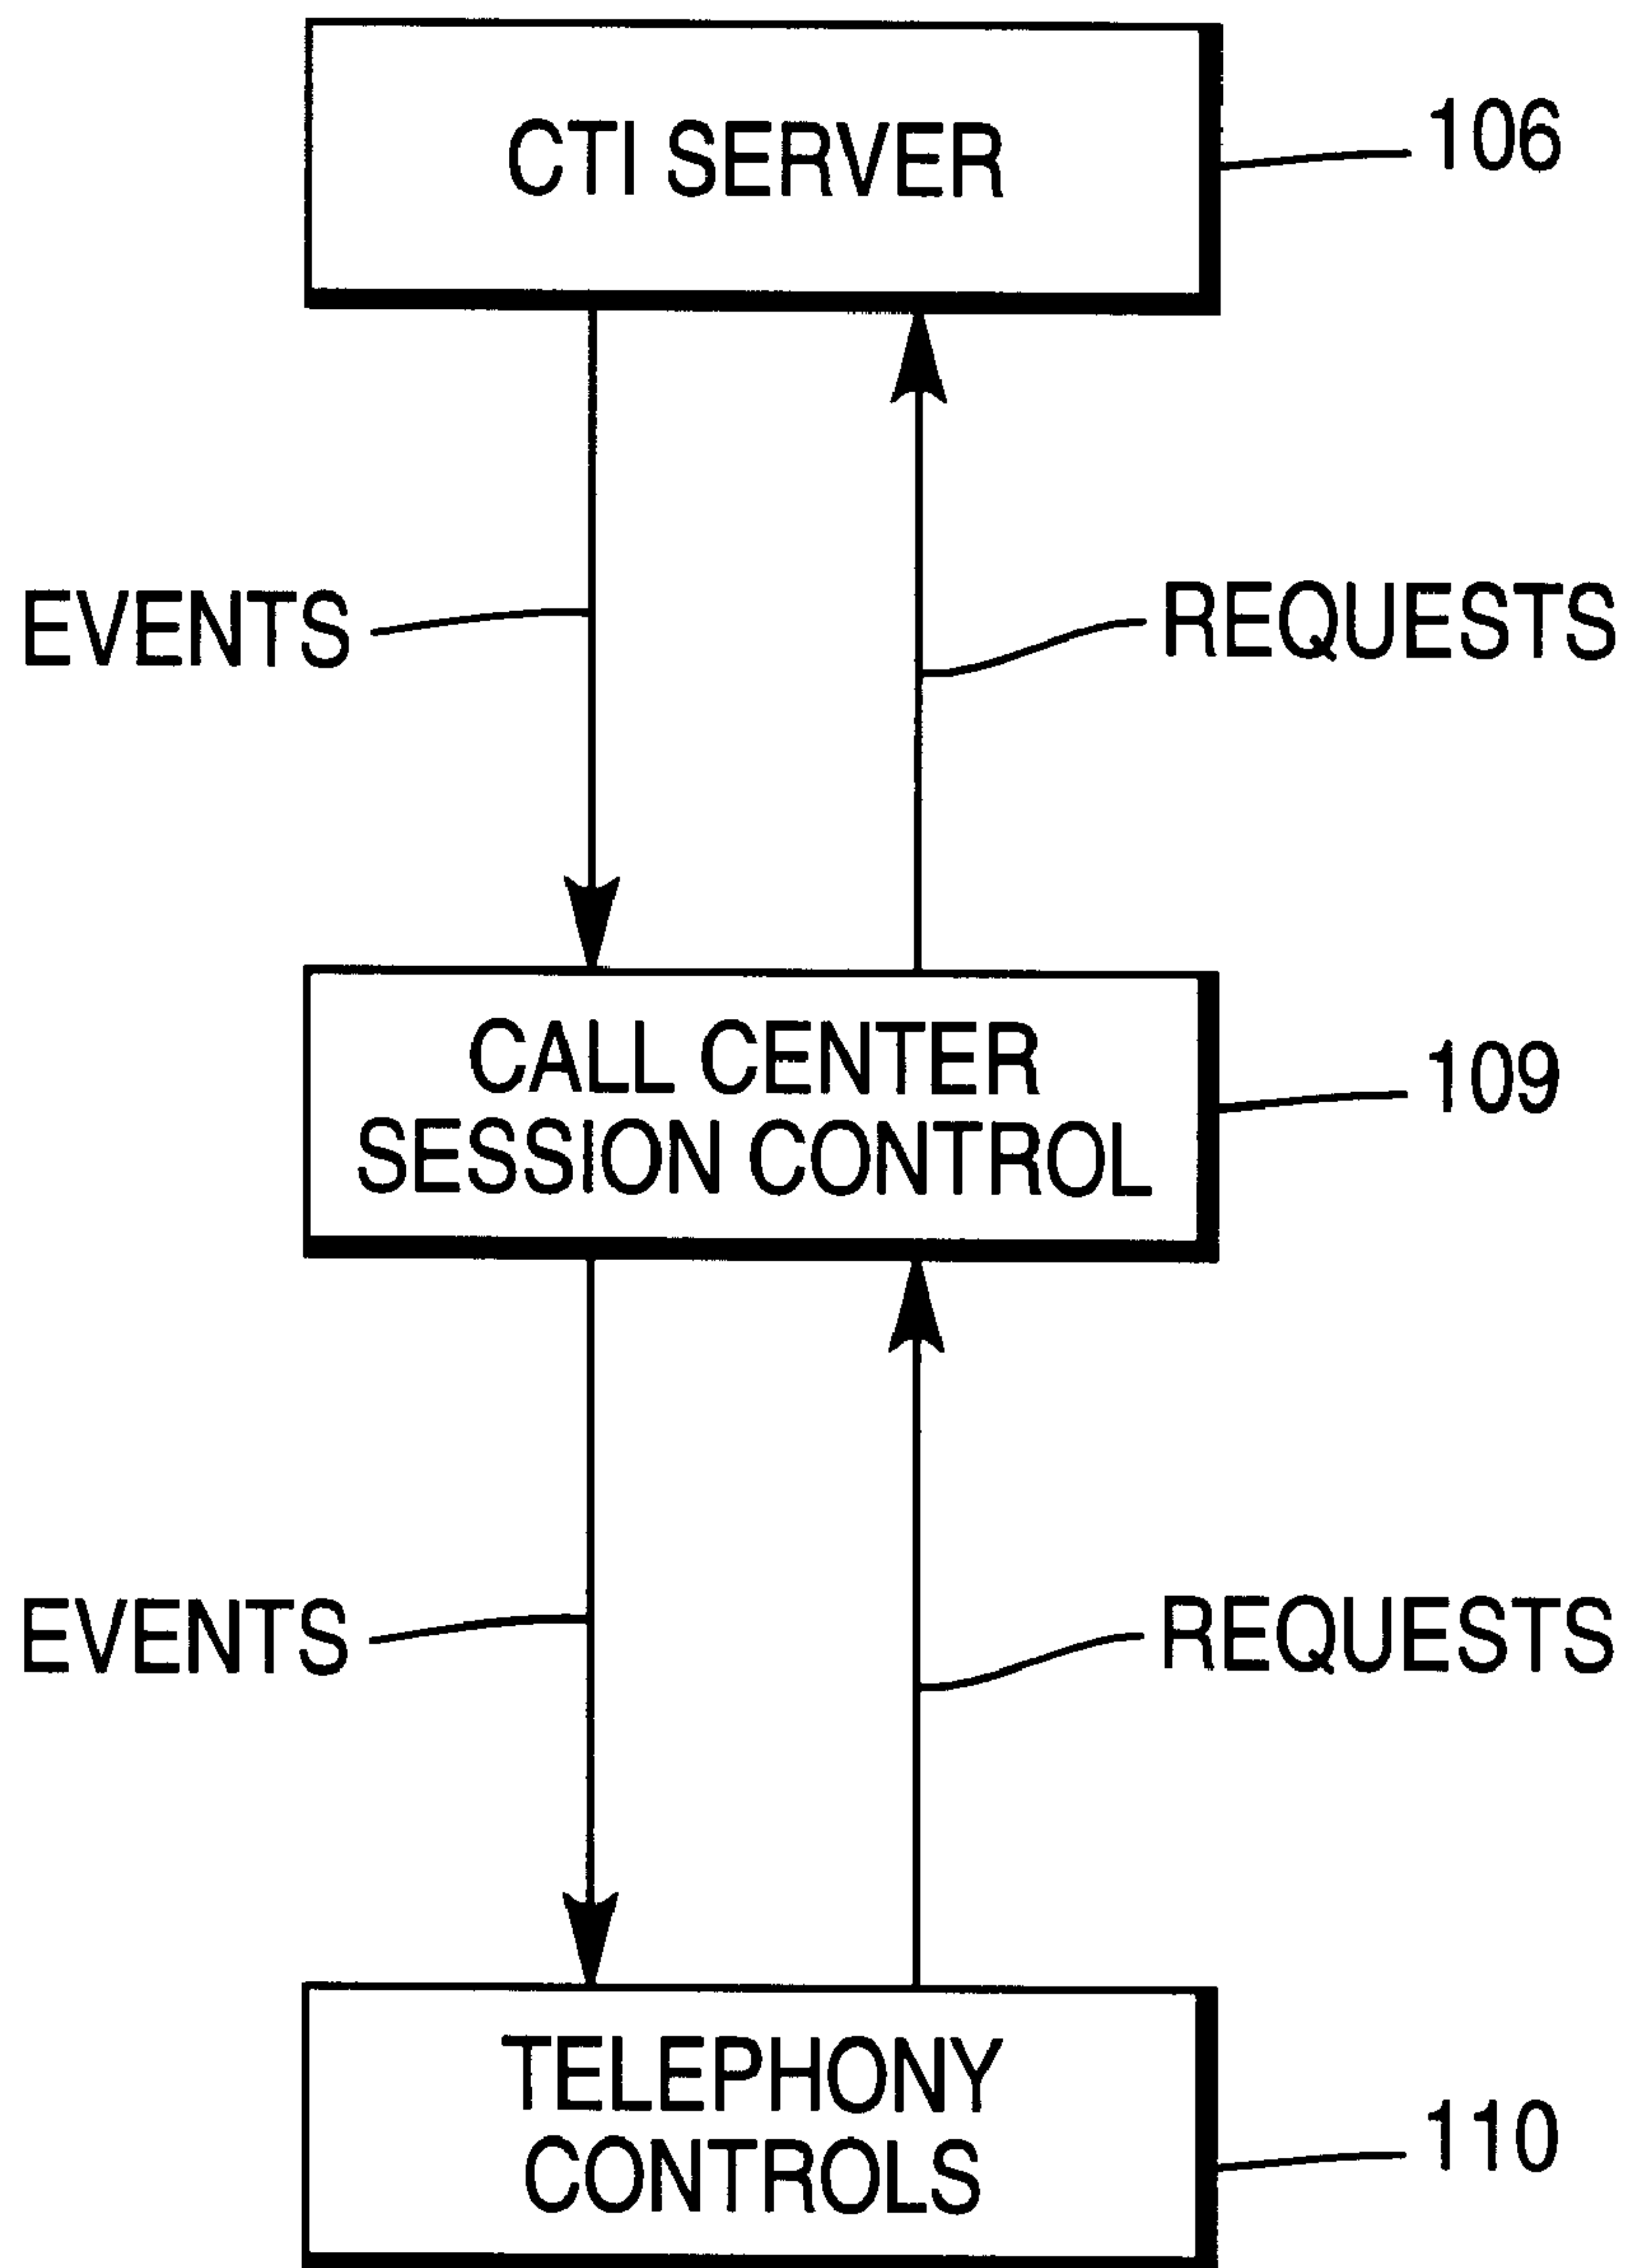 CTI SERVER
106
EVENTS
REQUESTS
CALL CENTER
SESSION CONTROL
109
EVENTS
REQUESTS
TELEPHONY
CONTROLS
110